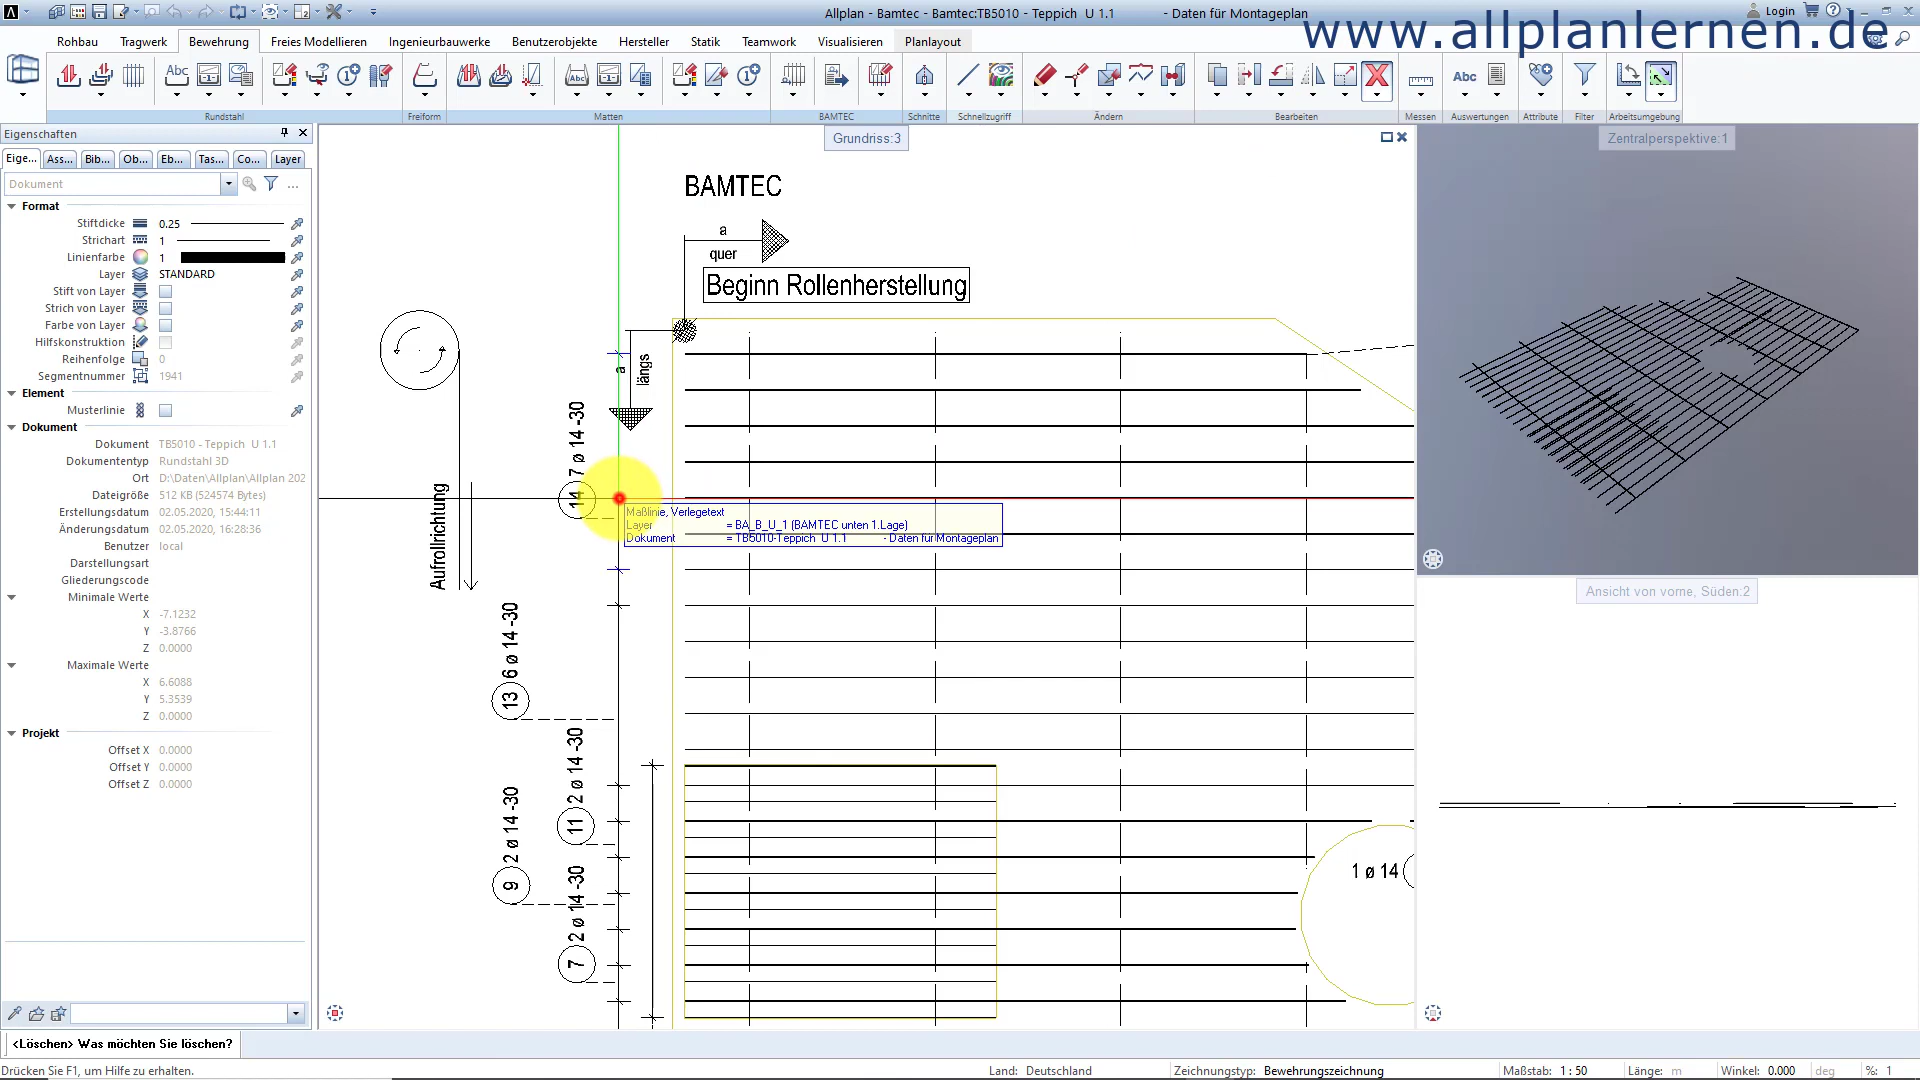 Allplan - Bamtec - Bamtec:TB5010 - Teppich U 1.1 - Daten für Montageplan
Login
www.allplanlernen.de
Rohbau Tragwerk Bewehrung Freies Modellieren Ingenieurbauwerke Benutzerobjekte Hersteller Statik Teamwork Visualisieren Planlayout
Abc Abc Abc
Rundstahl Freiform Matten BAMTEC Schnitte Schnellzugriff Ändern Bearbeiten Messen Auswertungen Attribute Filter Arbeitsumgebung
Eigenschaften
Eige... Ass... Bib... Ob... Eb... Tas... Co... Layer
Dokument
Format
Stiftdicke 0.25
Strichart 1
Linienfarbe 1
Layer STANDARD
Stift von Layer
Strich von Layer
Farbe von Layer
Hilfskonstruktion
Reihenfolge 0
Segmentnummer 1941
Element
Musterlinie
Dokument
Dokument TB5010 - Teppich U 1.1
Dokumententyp Rundstahl 3D
Ort D:\Daten\Allplan\Allplan 202
Dateigröße 512 KB (524574 Bytes)
Erstellungsdatum 02.05.2020, 15:44:11
Änderungsdatum 02.05.2020, 16:28:36
Benutzer local
Darstellungsart
Gliederungscode
Minimale Werte
X -7.1232
Y -3.8766
Z 0.0000
Maximale Werte
X 6.6088
Y 5.3539
Z 0.0000
Projekt
Offset X 0.0000
Offset Y 0.0000
Offset Z 0.0000
Grundriss:3
BAMTEC
a
quer
Beginn Rollenherstellung
a
längs
Aufrollrichtung
14 7 ø 14 -30
Maßlinie, Verlegetext
Layer = BA_B_U_1 (BAMTEC unten 1.Lage)
Dokument = TB5010-Teppich U 1.1 - Daten für Montageplan
13 6 ø 14 -30
11 2 ø 14 -30
9 2 ø 14 -30
7 2 ø 14 -30
1 ø 14
Zentralperspektive:1
Ansicht von vorne, Süden:2
<Löschen> Was möchten Sie löschen?
Drücken Sie F1, um Hilfe zu erhalten.
Land: Deutschland
Zeichnungstyp: Bewehrungszeichnung
Maßstab: 1 : 50
Länge: m
Winkel: 0.000 deg
%: 1